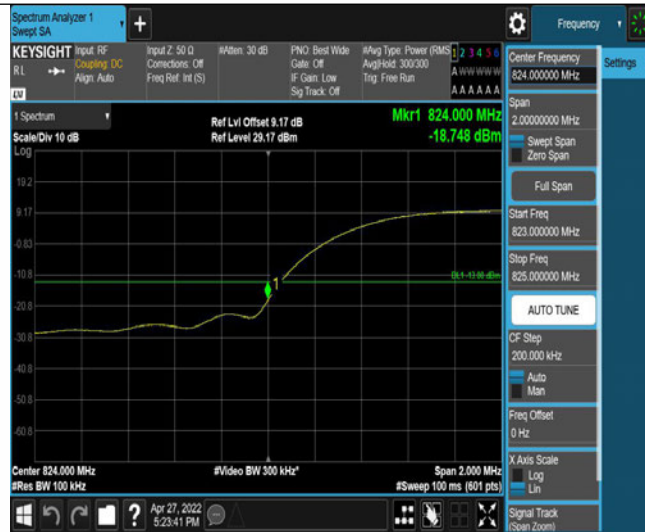 Spectrum Analyzer 1
Swept SA
+
Frequency
KEYSIGHT
RL
Input: RF
Coupling: DC
Align: Auto
Input Z: 50 Ω
Corrections: Off
Freq Ref: Int (S)
#Atten: 30 dB
PNO: Best Wide
Gate: Off
IF Gain: Low
Sig Track: Off
#Avg Type: Power (RMS
Avg|Hold: 300/300
Trig: Free Run
1 2 3 4 5 6
A W W W W W
A A A A A A
LXI
1 Spectrum
Scale/Div 10 dB
Ref Lvl Offset 9.17 dB
Ref Level 29.17 dBm
Mkr1 824.000 MHz
-18.748 dBm
Log
19.2
9.17
-0.83
-10.8
-20.8
-30.8
-40.8
-50.8
-60.8
DL1 -13.00 dBm
1
Center 824.000 MHz
#Res BW 100 kHz
#Video BW 300 kHz*
Span 2.000 MHz
#Sweep 100 ms (601 pts)
?
Apr 27, 2022
5:23:41 PM
Settings
Center Frequency
824.000000 MHz
Span
2.00000000 MHz
Swept Span
Zero Span
Full Span
Start Freq
823.000000 MHz
Stop Freq
825.000000 MHz
AUTO TUNE
CF Step
200.000 kHz
Auto
Man
Freq Offset
0 Hz
X Axis Scale
Log
Lin
Signal Track
(Span Zoom)